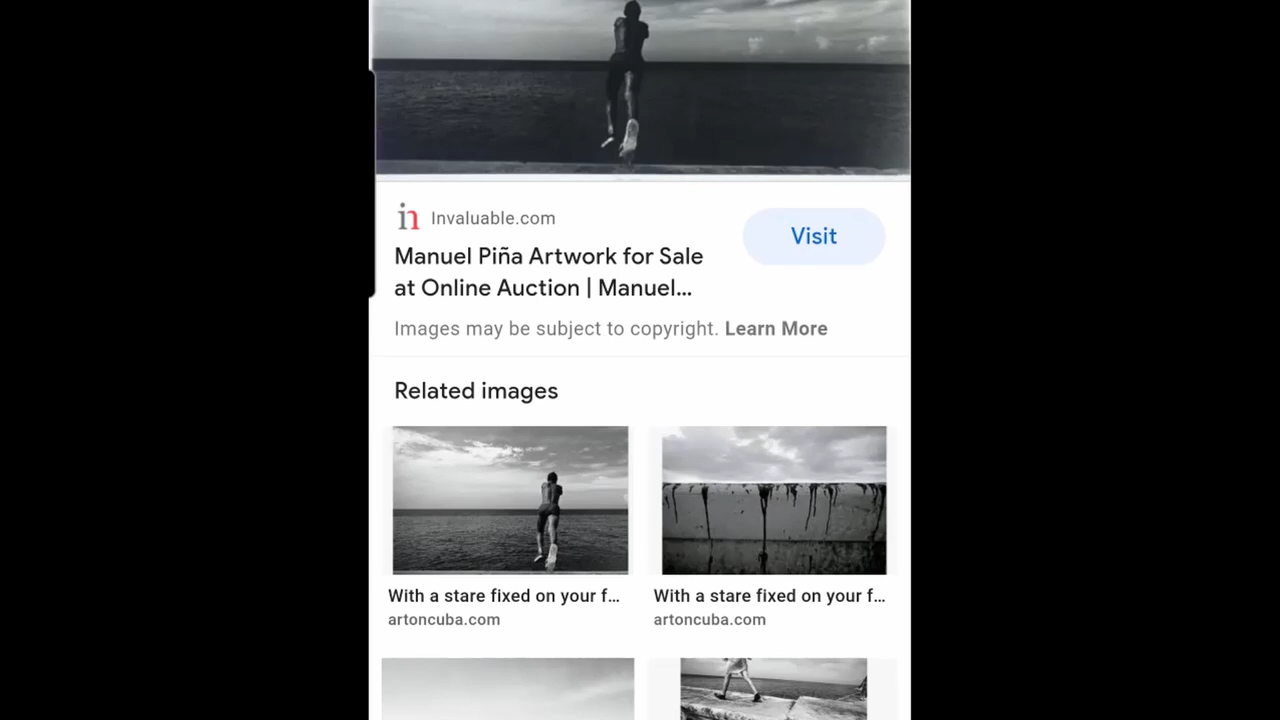 in Invaluable.com
Visit
Manuel Piña Artwork for Sale
at Online Auction | Manuel...
Images may be subject to copyright. Learn More
Related images
With a stare fixed on your f...
artoncuba.com
With a stare fixed on your f...
artoncuba.com